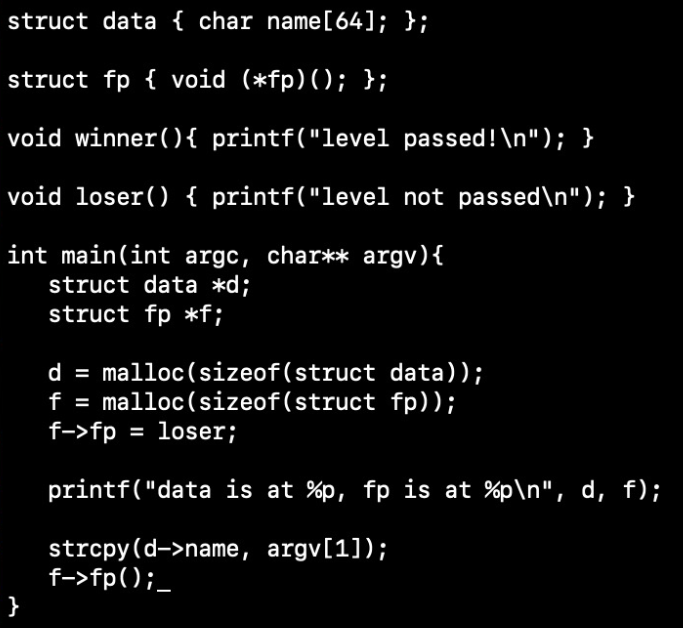 struct data { char name[64]; };
struct fp { void (*fp)(); };
void winner(){ printf("level passed!\n"); }
void loser() { printf("level not passed\n"); }
int main(int argc, char** argv){
   struct data *d;
   struct fp *f;
   d = malloc(sizeof(struct data));
   f = malloc(sizeof(struct fp));
   f->fp = loser;
   printf("data is at %p, fp is at %p\n", d, f);
   strcpy(d->name, argv[1]);
   f->fp();_
}